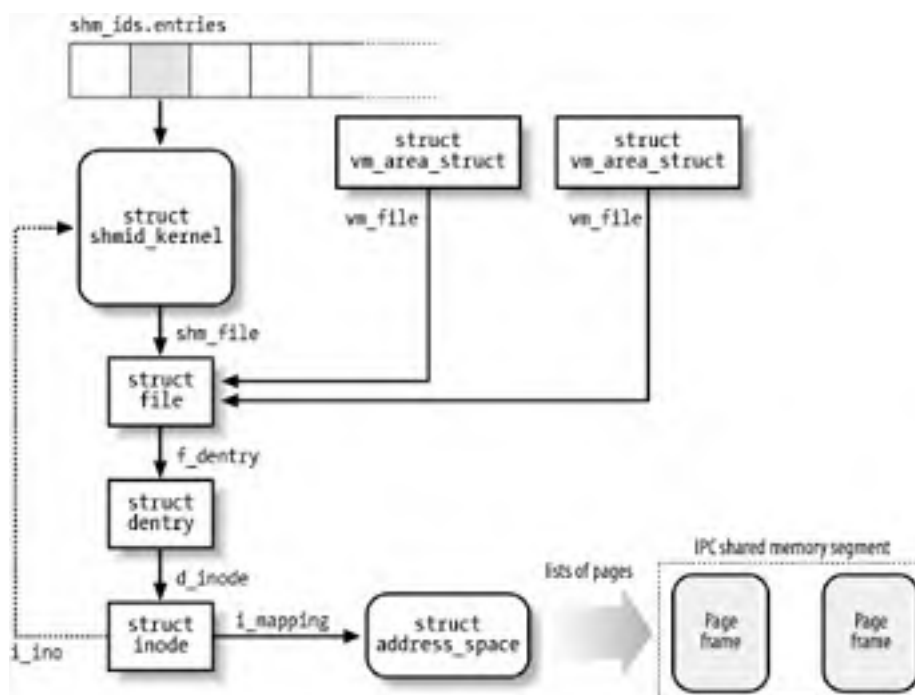 shm_ids.entries
struct
vm_area_struct
struct
vm_area_struct
struct
shmid_kernel
vm_file
vm_file
shm_file
struct
file
f_dentry
struct
dentry
d_inode
IPC shared memory segment
lists of pages
struct
inode
i_mapping
struct
address_space
Page
frame
Page
frame
i_ino